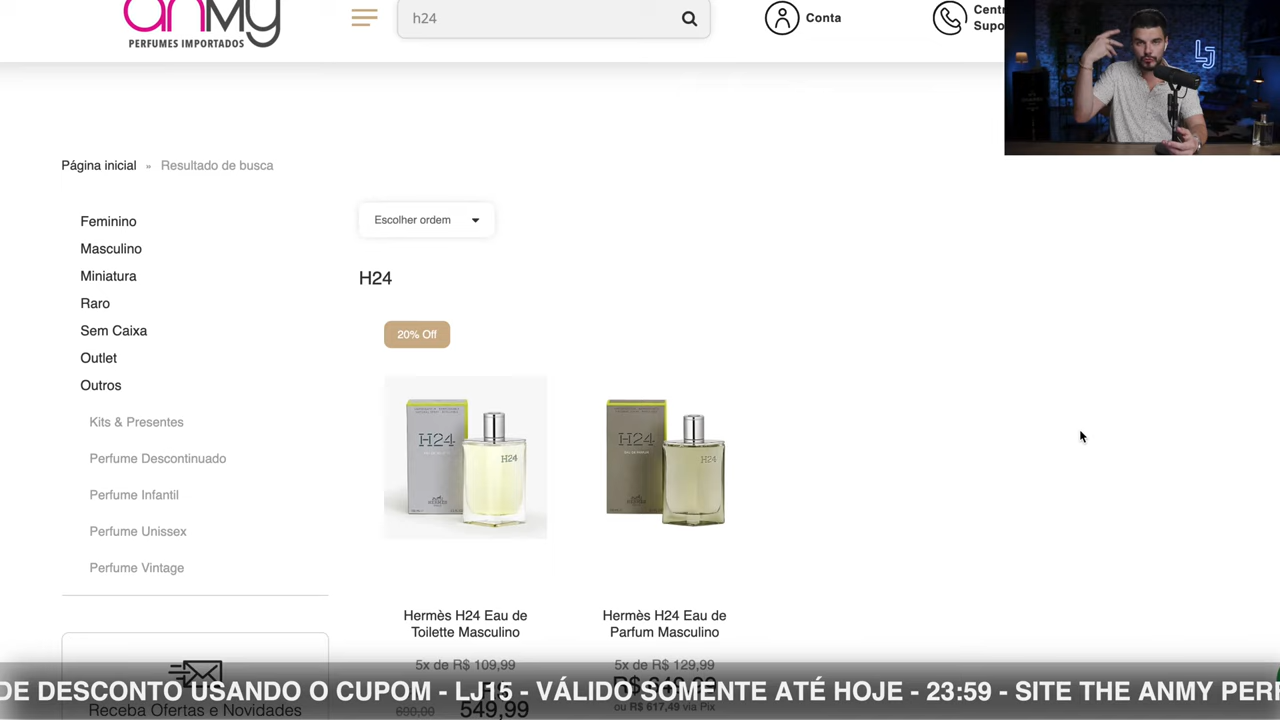 anmy
PERFUMES IMPORTADOS
h24
Conta
Página inicial » Resultado de busca
Feminino
Masculino
Miniatura
Raro
Sem Caixa
Outlet
Outros
Kits & Presentes
Perfume Descontinuado
Perfume Infantil
Perfume Unissex
Perfume Vintage
Receba Ofertas e Novidades
Escolher ordem
H24
20% Off
H24
H24
Hermès H24 Eau de
Toilette Masculino
5x de R$ 109,99
600,00 549,99
H24
H24
Hermès H24 Eau de
Parfum Masculino
5x de R$ 129,99
ou R$ 617,49 via Pix
LJ
DE DESCONTO USANDO O CUPOM - LJ15 - VÁLIDO SOMENTE ATÉ HOJE - 23:59 - SITE THE ANMY